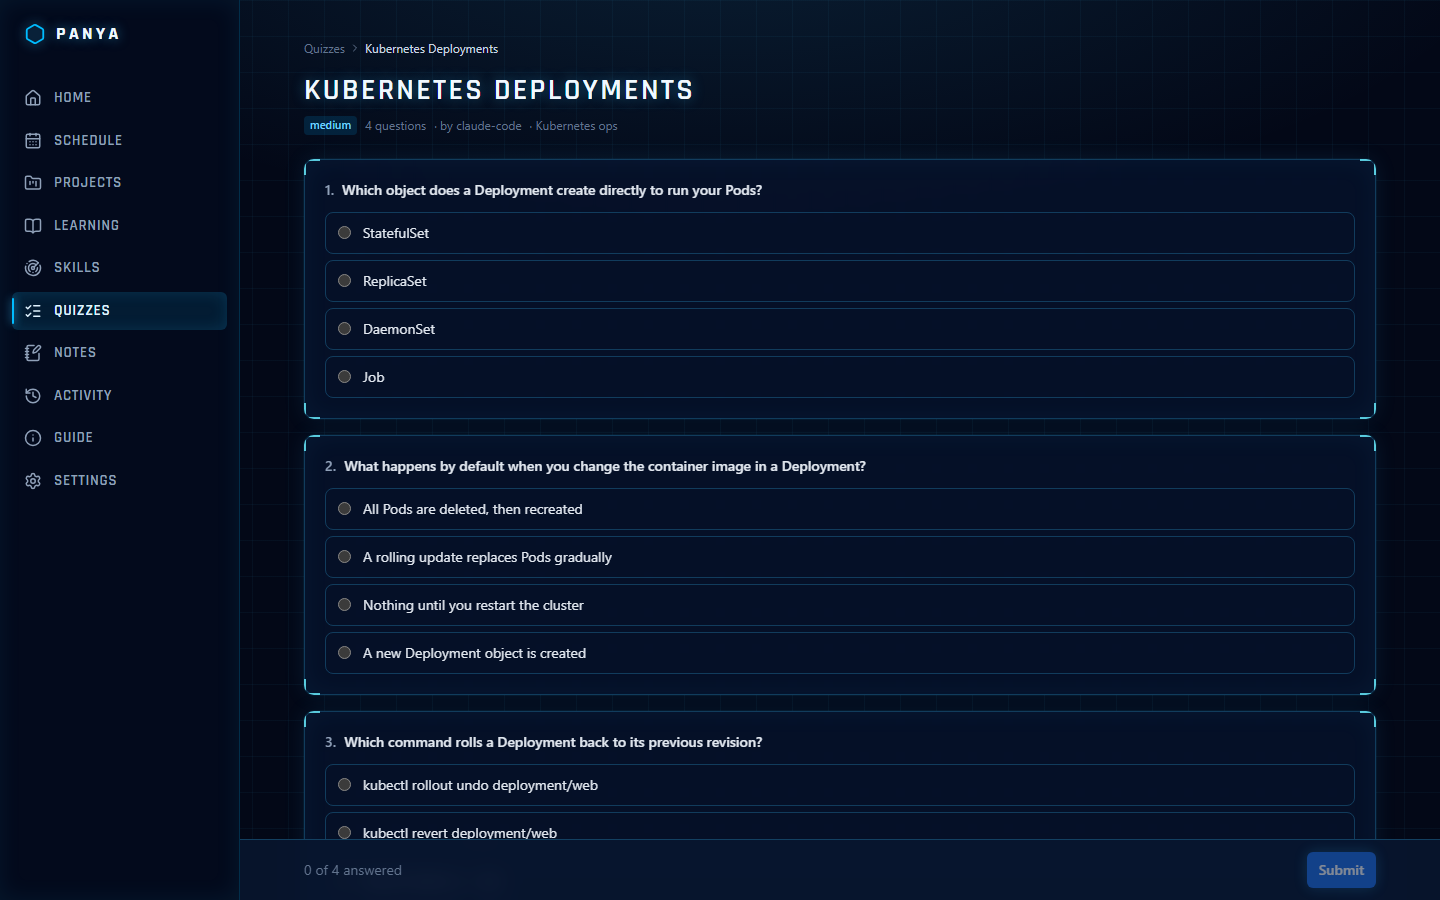 PANYA
HOME
SCHEDULE
PROJECTS
LEARNING
SKILLS
QUIZZES
NOTES
ACTIVITY
GUIDE
SETTINGS
Quizzes > Kubernetes Deployments
KUBERNETES DEPLOYMENTS
medium 4 questions · by claude-code · Kubernetes ops
1. Which object does a Deployment create directly to run your Pods?
StatefulSet
ReplicaSet
DaemonSet
Job
2. What happens by default when you change the container image in a Deployment?
All Pods are deleted, then recreated
A rolling update replaces Pods gradually
Nothing until you restart the cluster
A new Deployment object is created
3. Which command rolls a Deployment back to its previous revision?
kubectl rollout undo deployment/web
kubectl revert deployment/web
0 of 4 answered
Submit